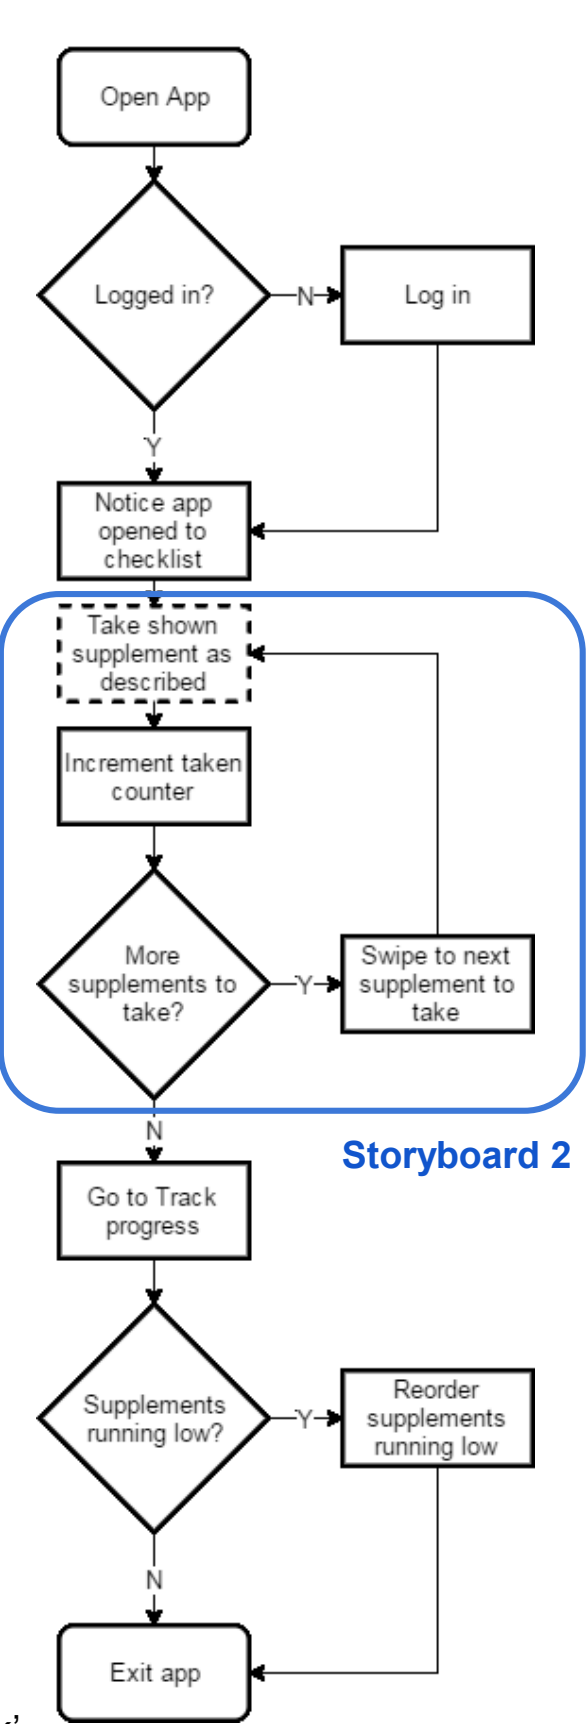 Open App
Logged in?
N
Log in
Y
Notice app
opened to
checklist
Take shown
supplement as
described
Increment taken
counter
More
supplements to
take?
Y
Swipe to next
supplement to
take
N
Storyboard 2
Go to Track
progress
Supplements
running low?
Y
Reorder
supplements
running low
N
Exit app